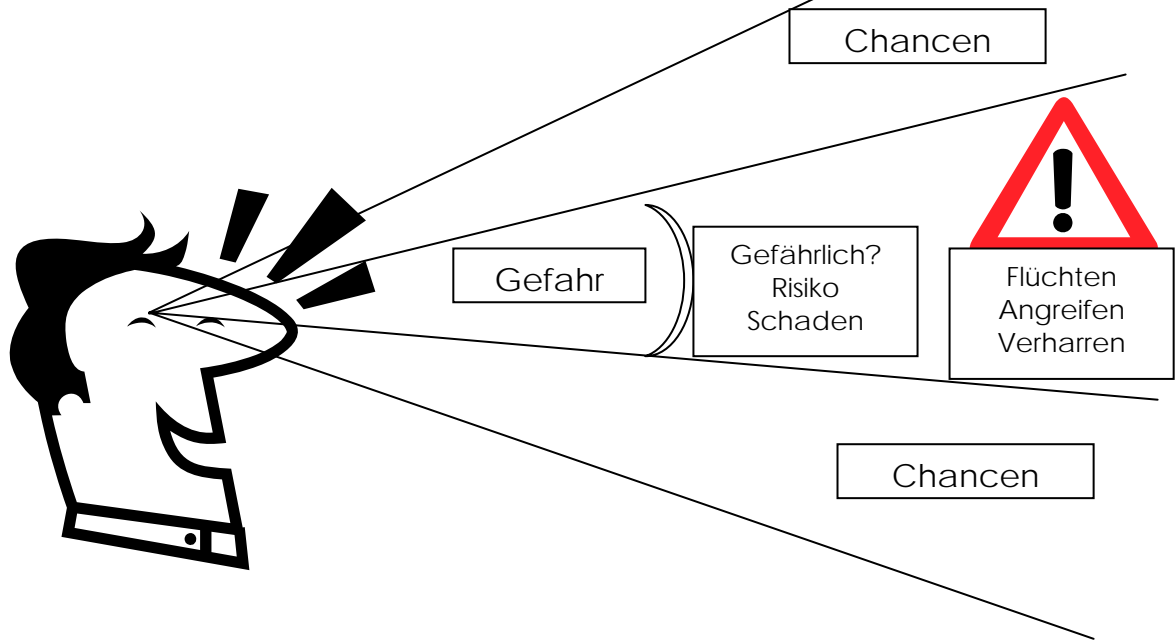 Chancen
Gefahr
Gefährlich?
Risiko
Schaden
Flüchten
Angreifen
Verharren
Chancen